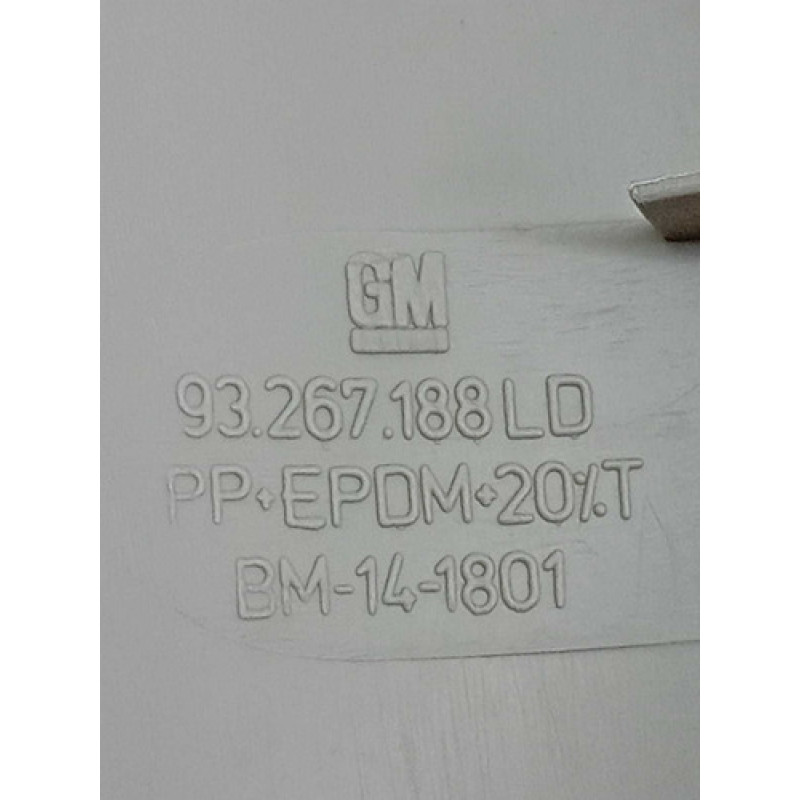 GM
93.267.188 LD
PP+EPDM+20%T
BM-14-1801